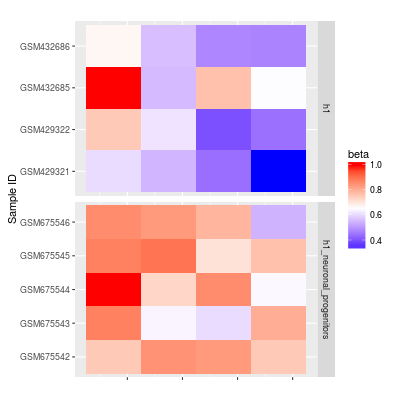 GSM432686
GSM432685
GSM429322
GSM429321
h1
GSM675546
GSM675545
GSM675544
GSM675543
GSM675542
h1_neuronal_progenitors
Sample ID
beta
1.0
0.8
0.6
0.4